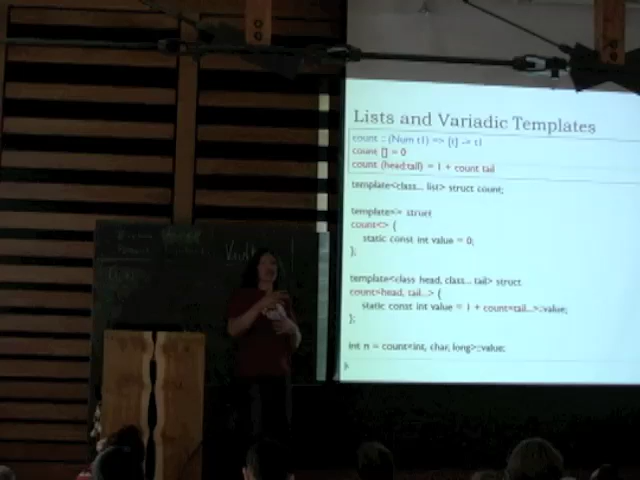 Lists and Variadic Templates
count :: (Num t1) => [t] -> t1
count [] = 0
count (head:tail) = 1 + count tail
template<class... list> struct count;
template<> struct
count<> {
static const int value = 0;
};
template<class head, class... tail> struct
count<head, tail...> {
static const int value = 1 + count<tail...>::value;
};
int n = count<int, char, long>::value;